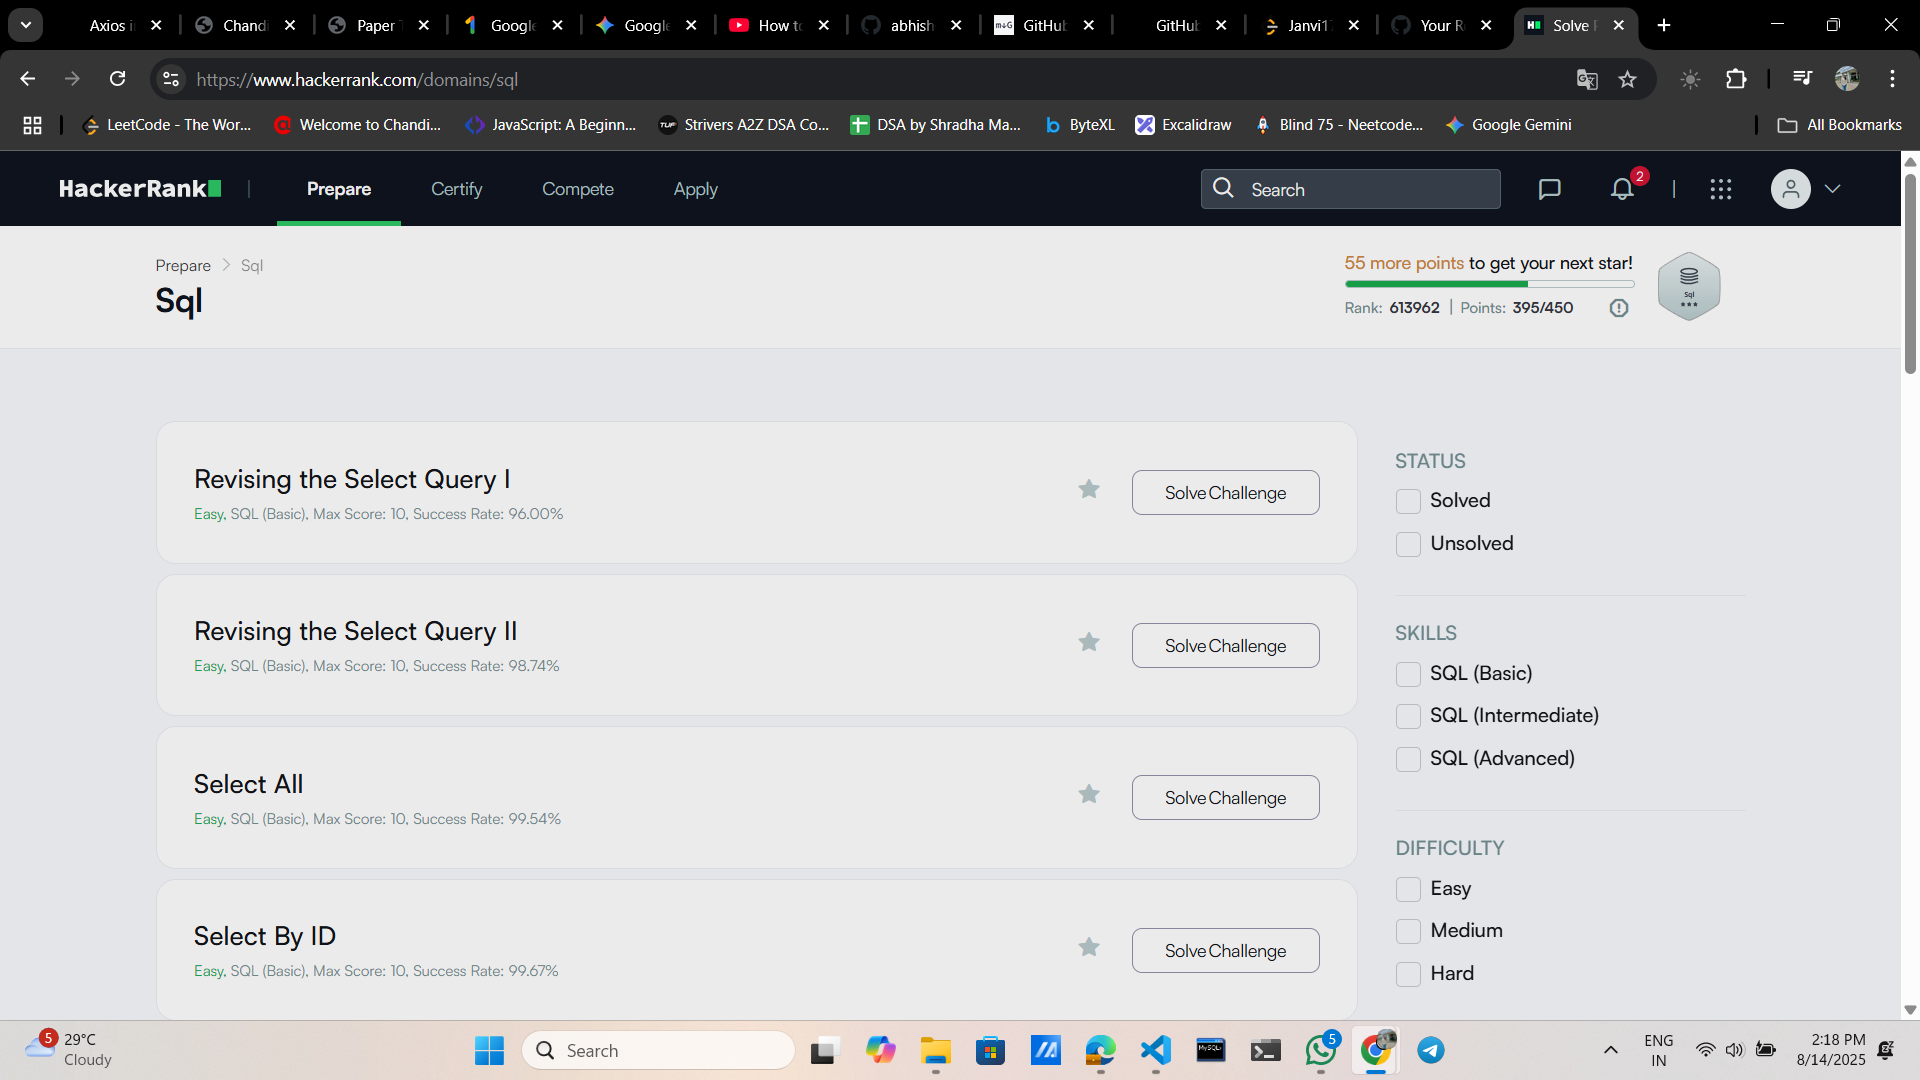 Axios i
Chandi
Paper T
Google
Google
How to
abhish
GitHub
GitHub
Janvi1
Your R
Solve P
https://www.hackerrank.com/domains/sql
LeetCode - The Wor...
Welcome to Chandi...
JavaScript: A Beginn...
TUF
Strivers A2Z DSA Co...
DSA by Shradha Ma...
ByteXL
Excalidraw
Blind 75 - Neetcode...
Google Gemini
All Bookmarks
HackerRank
Prepare
Certify
Compete
Apply
Search
2
Prepare > Sql
Sql
55 more points to get your next star!
Rank: 613962 | Points: 395/450
Sql
Revising the Select Query I
Easy, SQL (Basic), Max Score: 10, Success Rate: 96.00%
Solve Challenge
Revising the Select Query II
Easy, SQL (Basic), Max Score: 10, Success Rate: 98.74%
Solve Challenge
Select All
Easy, SQL (Basic), Max Score: 10, Success Rate: 99.54%
Solve Challenge
Select By ID
Easy, SQL (Basic), Max Score: 10, Success Rate: 99.67%
Solve Challenge
STATUS
Solved
Unsolved
SKILLS
SQL (Basic)
SQL (Intermediate)
SQL (Advanced)
DIFFICULTY
Easy
Medium
Hard
5
29°C
Cloudy
Search
5
ENG
IN
2:18 PM
8/14/2025